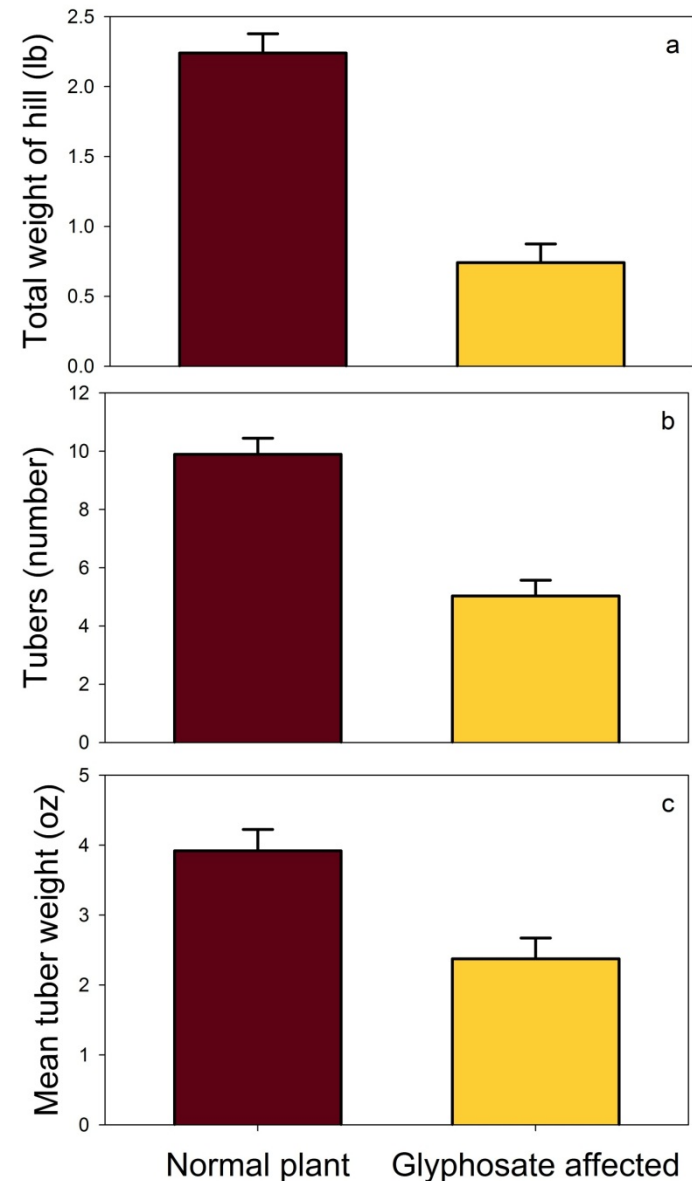 Total weight of hill (lb)
2.5
2.0
1.5
1.0
0.5
0.0
a
Tubers (number)
12
10
8
6
4
2
0
b
Mean tuber weight (oz)
5
4
3
2
1
0
c
Normal plant
Glyphosate affected